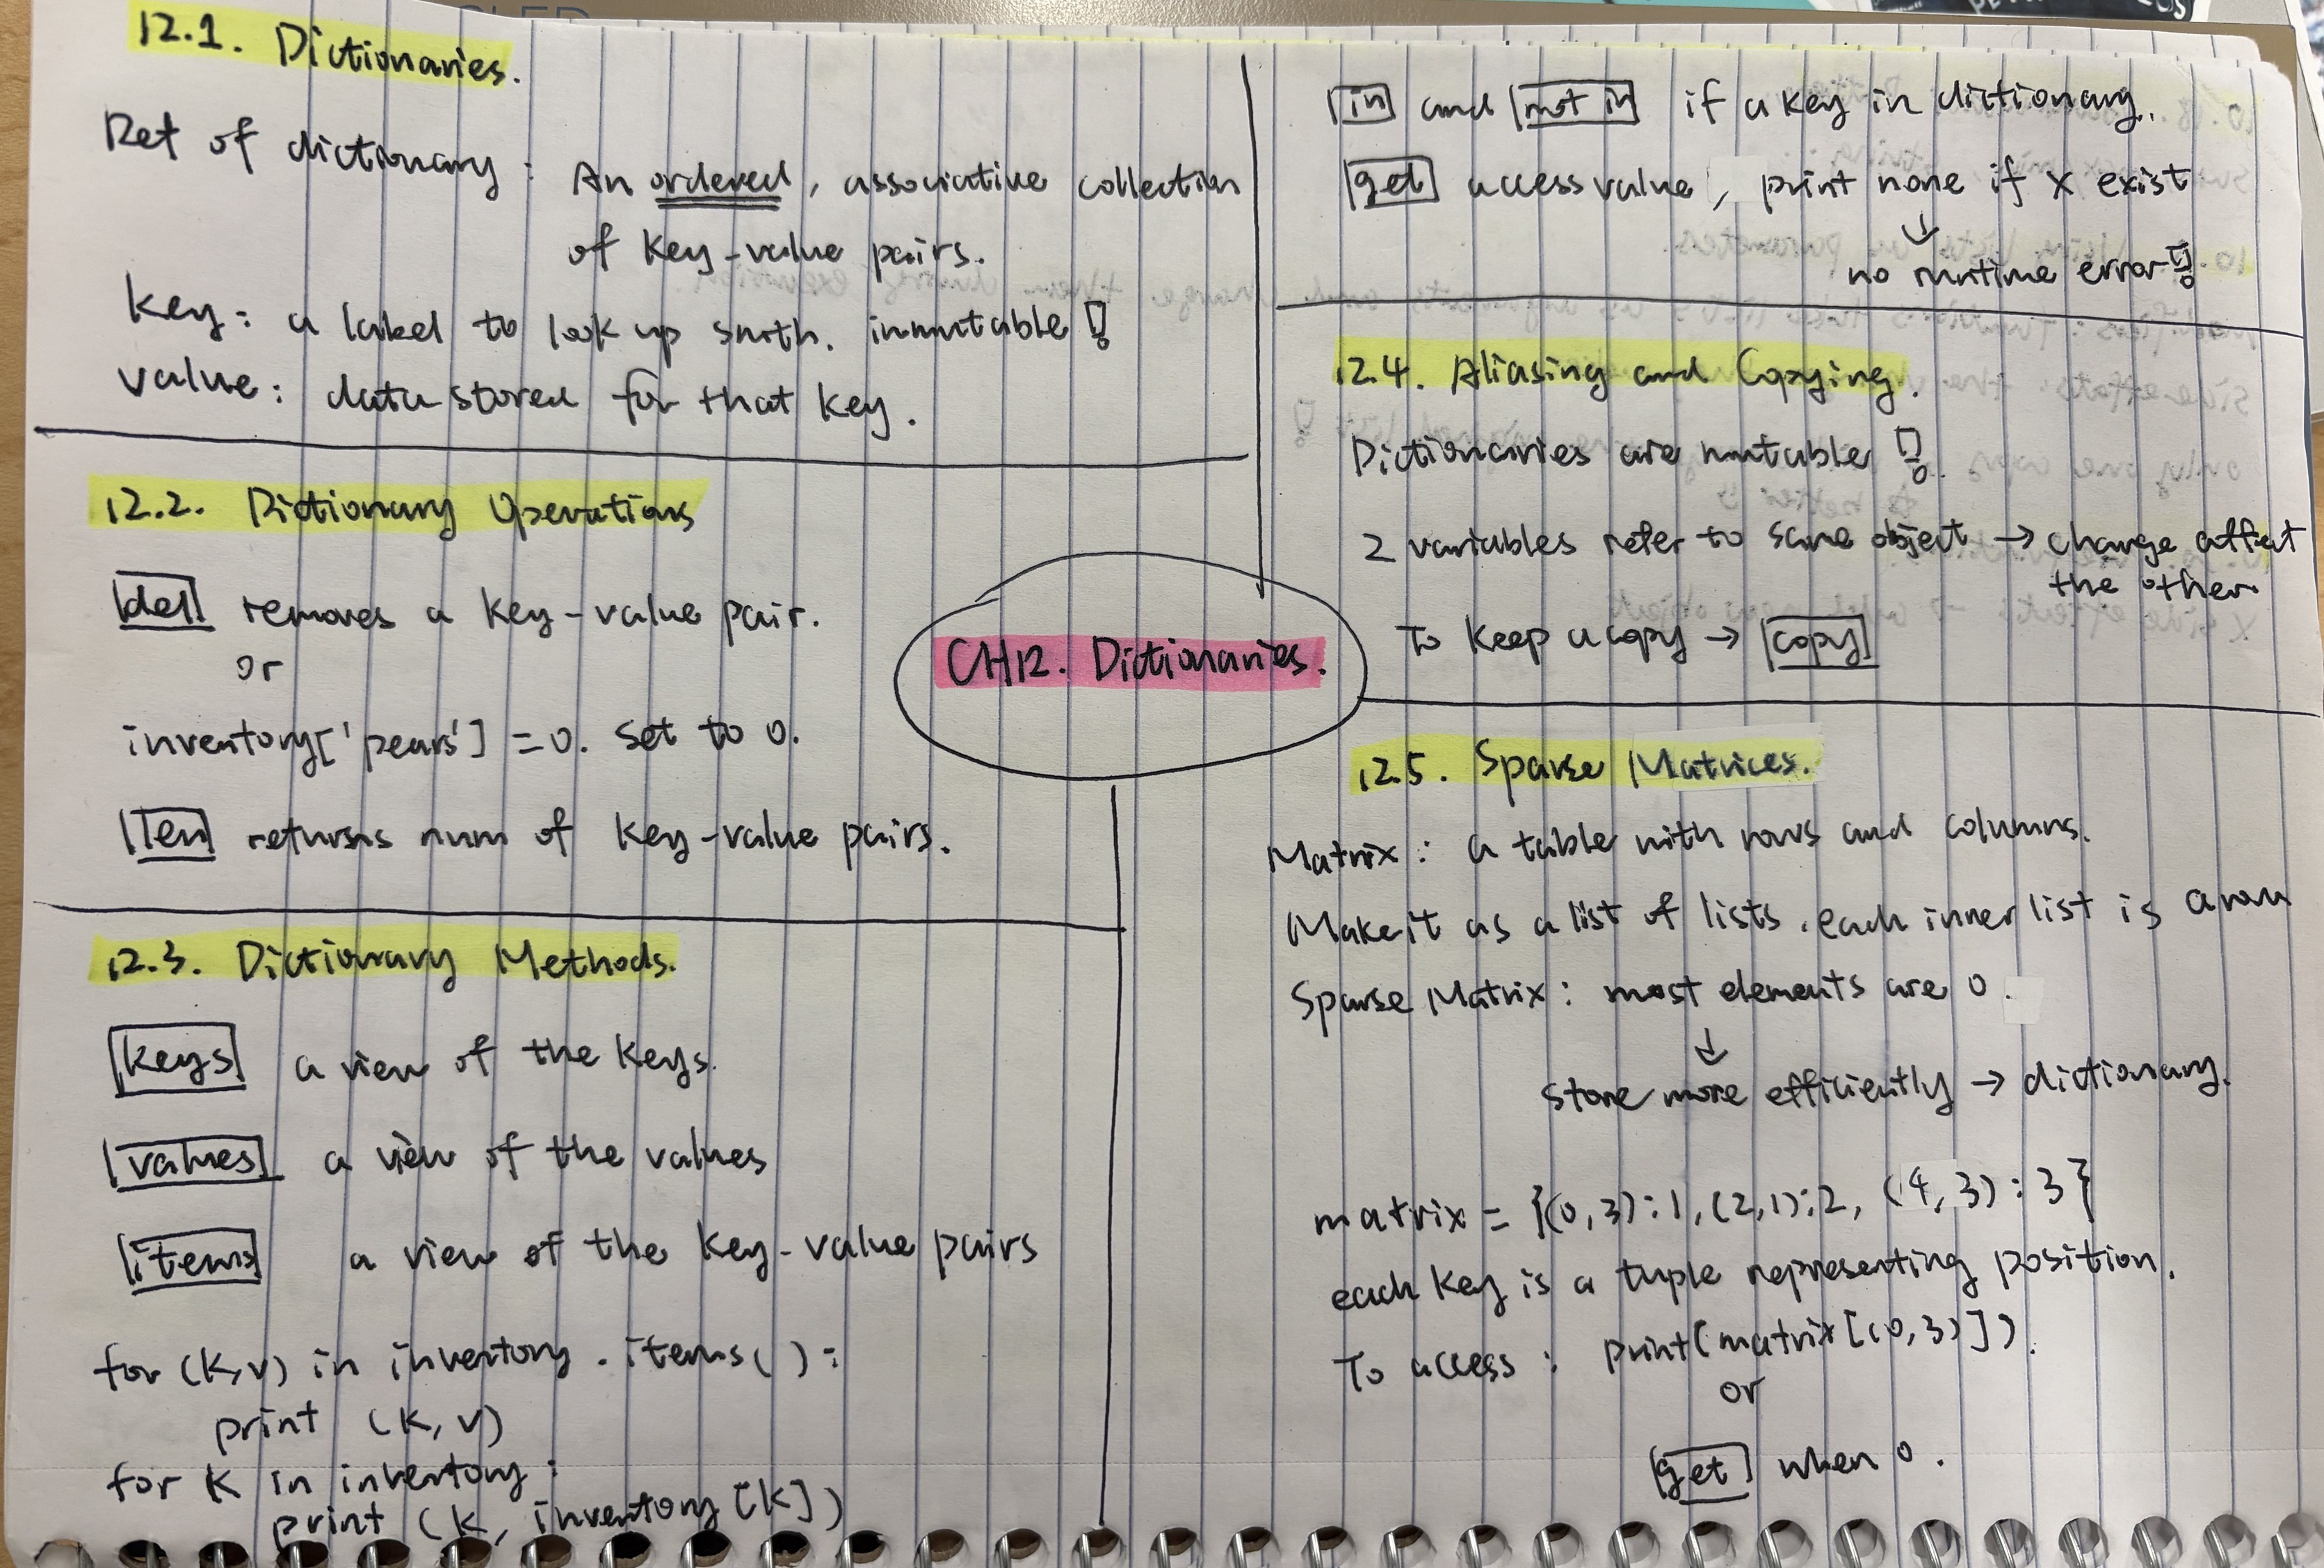 12.1. Dictionaries.
Det of dictionary : An ordered, associative collection
of key-value pairs.
Key : a label to look up smth. immutable !
value : data stored for that key.
12.2. Dictionary Operations
del removes a key-value pair.
or
inventory['pears'] = 0. set to 0.
len returns num of key-value pairs.
12.3. Dictionary Methods.
keys a view of the keys.
values a view of the values
items a view of the key-value pairs
for (k,v) in inventory.items( ) :
print (k, v)
for k in inventory :
print (k, inventory [k])
CH12. Dictionaries.
in and not in if a key in dictionary.
get access value, print none if x exist
↓
no runtime error !
12.4. Aliasing and Copying.
Dictionaries are mutable !
2 variables refer to same object → change affect
the other
To keep a copy → copy
12.5. Sparse Matrices.
Matrix : a table with rows and columns.
Make it as a list of lists. each inner list is a row
Sparse Matrix : most elements are 0.
↓
store more efficiently → dictionary.
matrix = {(0,3):1, (2,1):2, (4,3):3}
each key is a tuple representing position.
To access : print(matrix[(0,3)]).
or
get when 0.